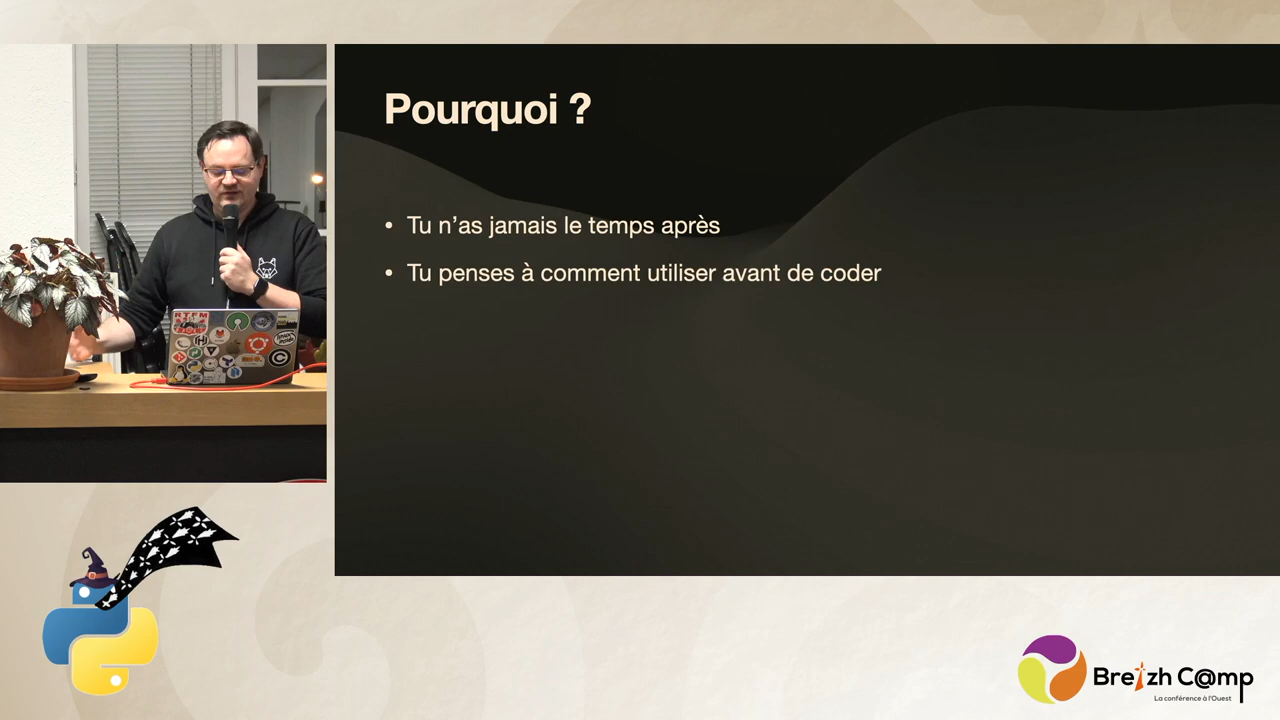 Pourquoi ?
• Tu n’as jamais le temps après
• Tu penses à comment utiliser avant de coder
RTFM
Breizh C@mp
La conférence à l'Ouest